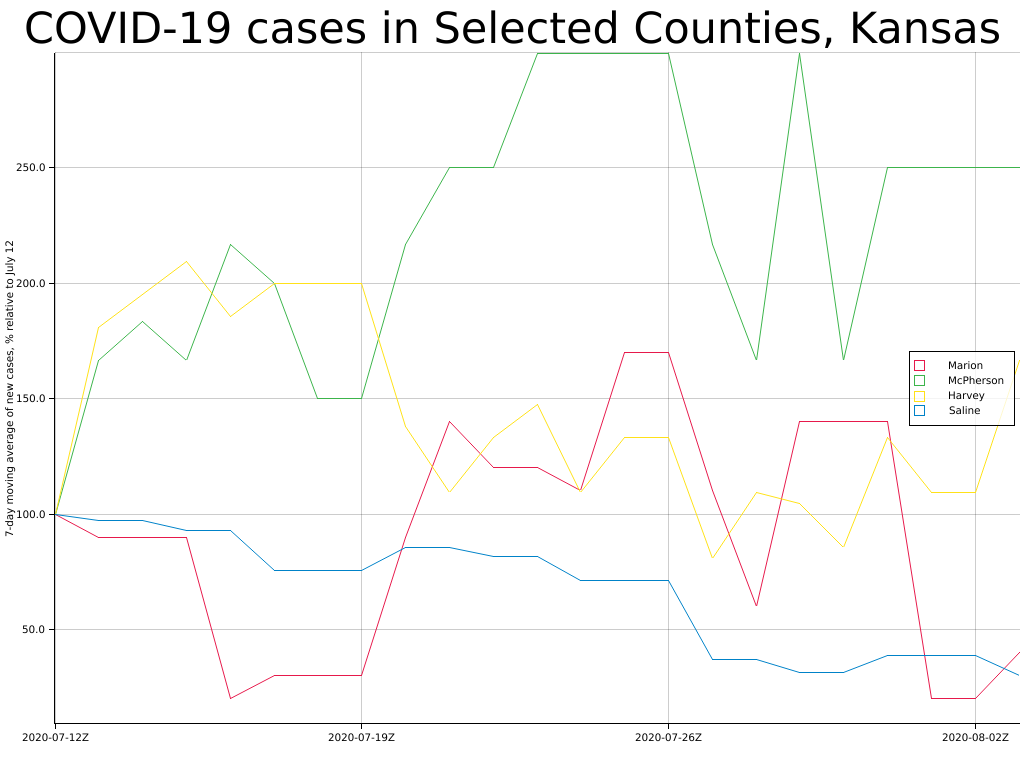 COVID-19 cases in Selected Counties, Kansas
7-day moving average of new cases, % relative to July 12
250.0
200.0
150.0
100.0
50.0
Marion
McPherson
Harvey
Saline
2020-07-12Z
2020-07-19Z
2020-07-26Z
2020-08-02Z